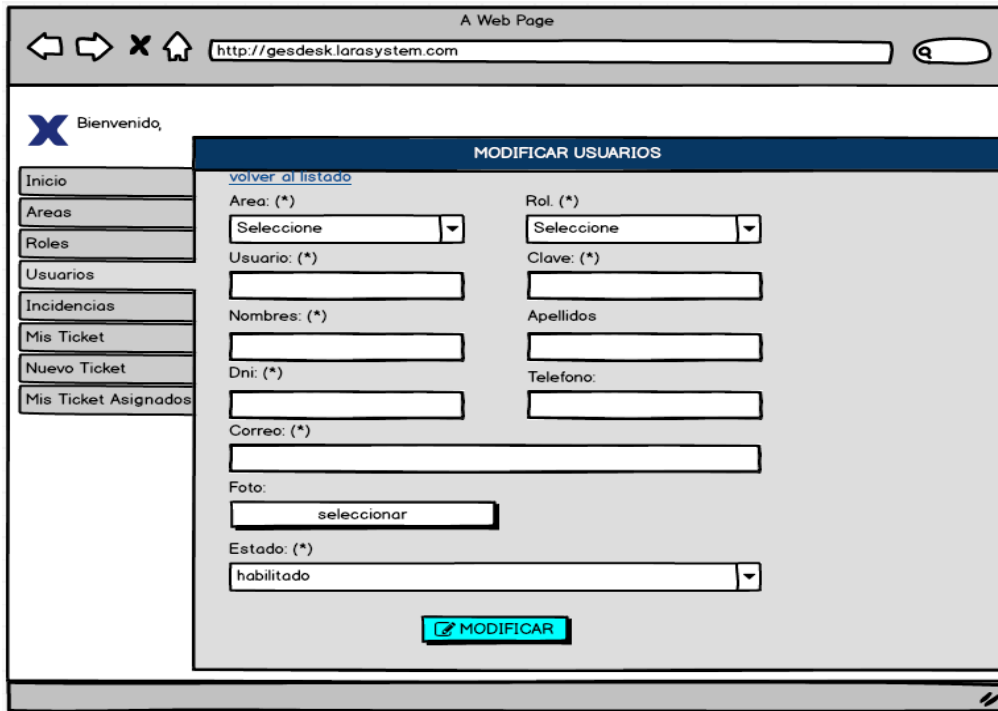 A Web Page
http://gesdesk.larasystem.com
Bienvenido,
MODIFICAR USUARIOS
volver al listado
Inicio
Areas
Roles
Usuarios
Incidencias
Mis Ticket
Nuevo Ticket
Mis Ticket Asignados
Area: (*) Rol. (*)
Seleccione Seleccione
Usuario: (*) Clave: (*)
Nombres: (*) Apellidos
Dni: (*) Telefono:
Correo: (*)
Foto:
seleccionar
Estado: (*)
habilitado
MODIFICAR